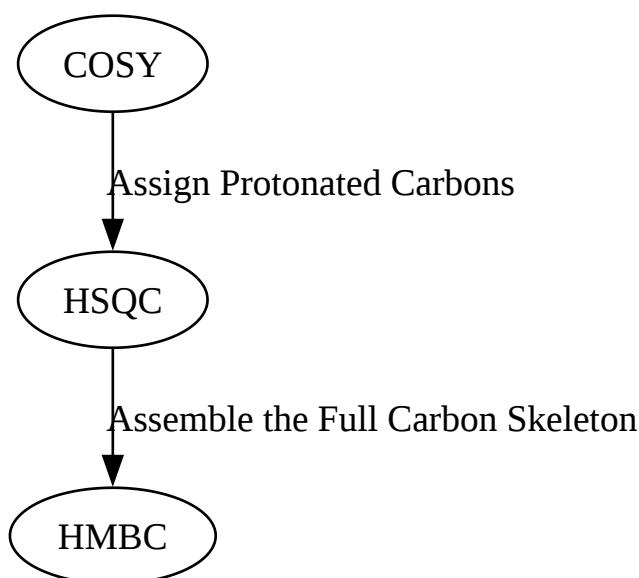 COSY
Assign Protonated Carbons
HSQC
Assemble the Full Carbon Skeleton
HMBC